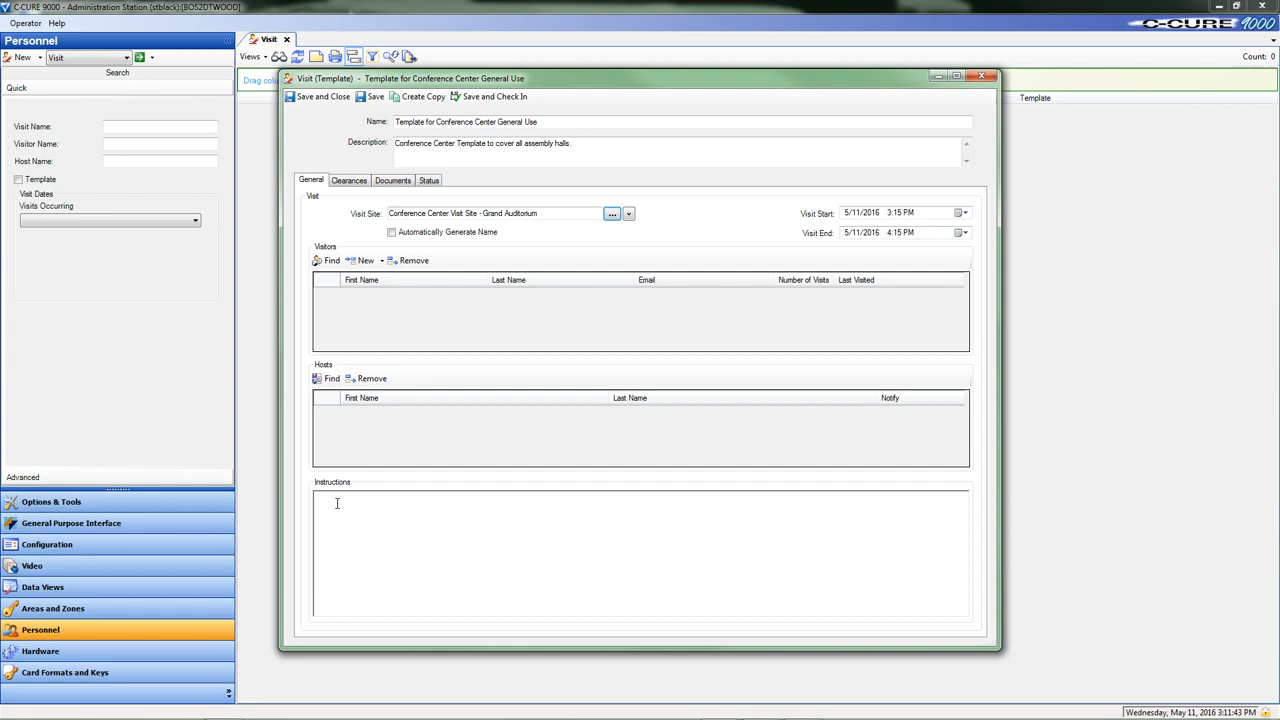 C·CURE 9000 - Administration Station (stblack):[BOS2DTWOOD]
Operator Help
C•CURE 9000
Personnel
Visit
New Visit
Views
Count: 0
Search
Quick
Drag colu
Template
Visit Name:
Visitor Name:
Host Name:
Template
Visit Dates
Visits Occurring
Advanced
Options & Tools
General Purpose Interface
Configuration
Video
Data Views
Areas and Zones
Personnel
Hardware
Card Formats and Keys
Visit (Template) - Template for Conference Center General Use
Save and Close Save Create Copy Save and Check In
Name: Template for Conference Center General Use
Description: Conference Center Template to cover all assembly halls.
General Clearances Documents Status
Visit
Visit Site: Conference Center Visit Site - Grand Auditorium ... Visit Start: 5/11/2016 3:15 PM
Automatically Generate Name Visit End: 5/11/2016 4:15 PM
Visitors
Find New Remove
First Name Last Name Email Number of Visits Last Visited
Hosts
Find Remove
First Name Last Name Notify
Instructions
Wednesday, May 11, 2016 3:11:43 PM